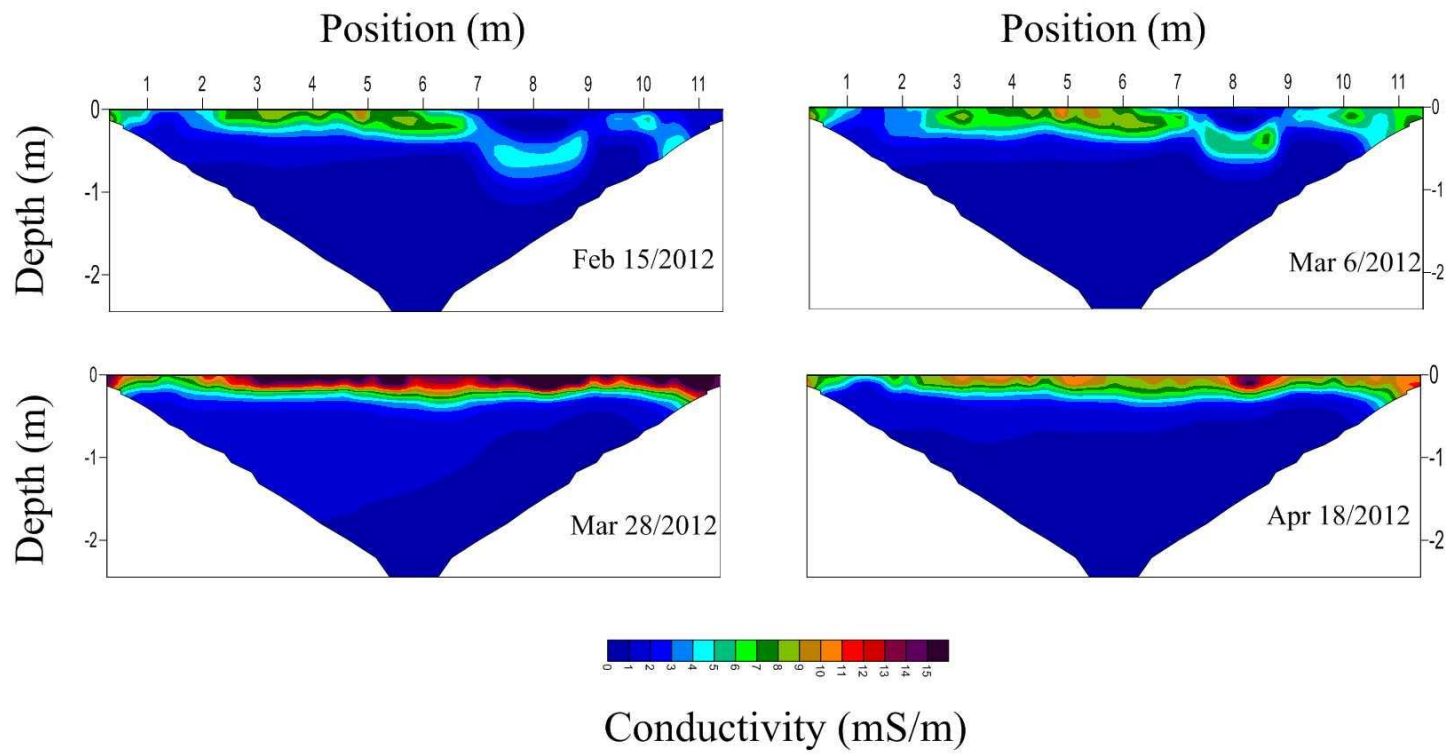 Position (m)
Position (m)
1 2 3 4 5 6 7 8 9 10 11
1 2 3 4 5 6 7 8 9 10 11
Depth (m)
0
-1
-2
Feb 15/2012
0
-1
-2
Mar 6/2012
Depth (m)
0
-1
-2
Mar 28/2012
0
-1
-2
Apr 18/2012
0 1 2 3 4 5 6 7 8 9 10 11 12 13 14 15
Conductivity (mS/m)